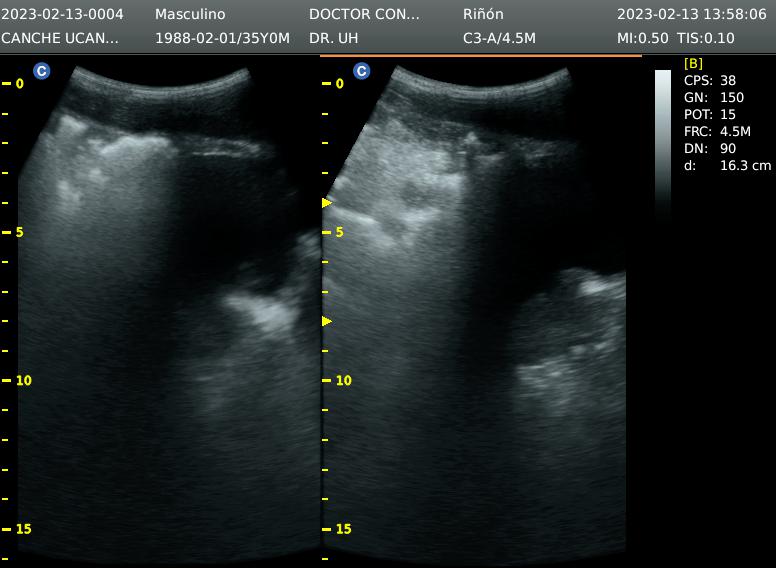 2023-02-13-0004 Masculino DOCTOR CON... Riñón 2023-02-13 13:58:06
CANCHE UCAN... 1988-02-01/35Y0M DR. UH C3-A/4.5M MI:0.50 TIS:0.10
C
C
[B]
CPS: 38
GN: 150
POT: 15
FRC: 4.5M
DN: 90
d: 16.3 cm
0
5
10
15
0
5
10
15